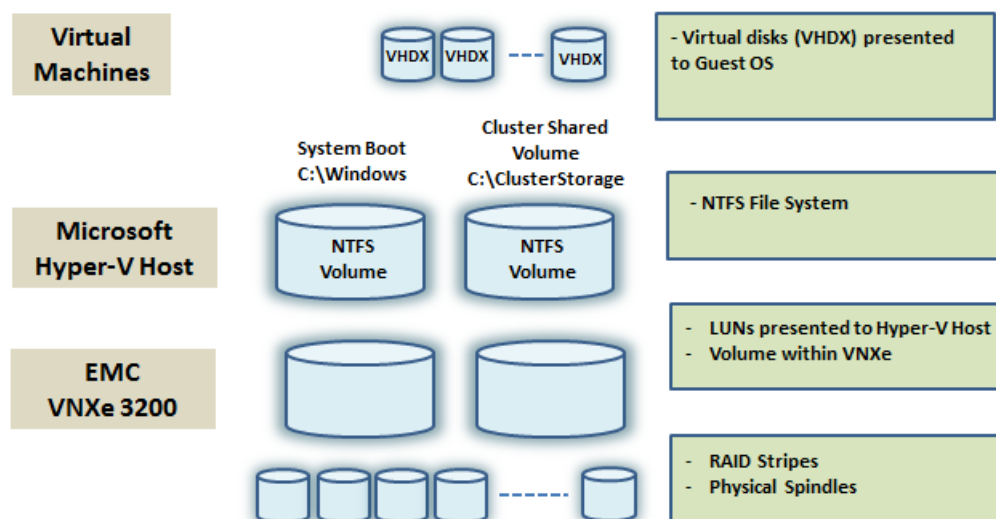 Virtual
Machines
VHDX
VHDX
VHDX
- Virtual disks (VHDX) presented
to Guest OS
System Boot
C:\Windows
Cluster Shared
Volume
C:\ClusterStorage
Microsoft
Hyper-V Host
NTFS
Volume
NTFS
Volume
- NTFS File System
EMC
VNXe 3200
- LUNs presented to Hyper-V Host
- Volume within VNXe
- RAID Stripes
- Physical Spindles